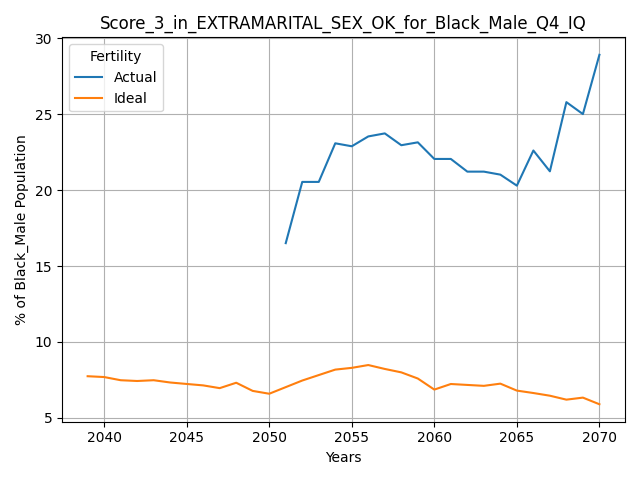 Score_3_in_EXTRAMARITAL_SEX_OK_for_Black_Male_Q4_IQ
Fertility
Actual
Ideal
% of Black_Male Population
30
25
20
15
10
5
2040 2045 2050 2055 2060 2065 2070
Years